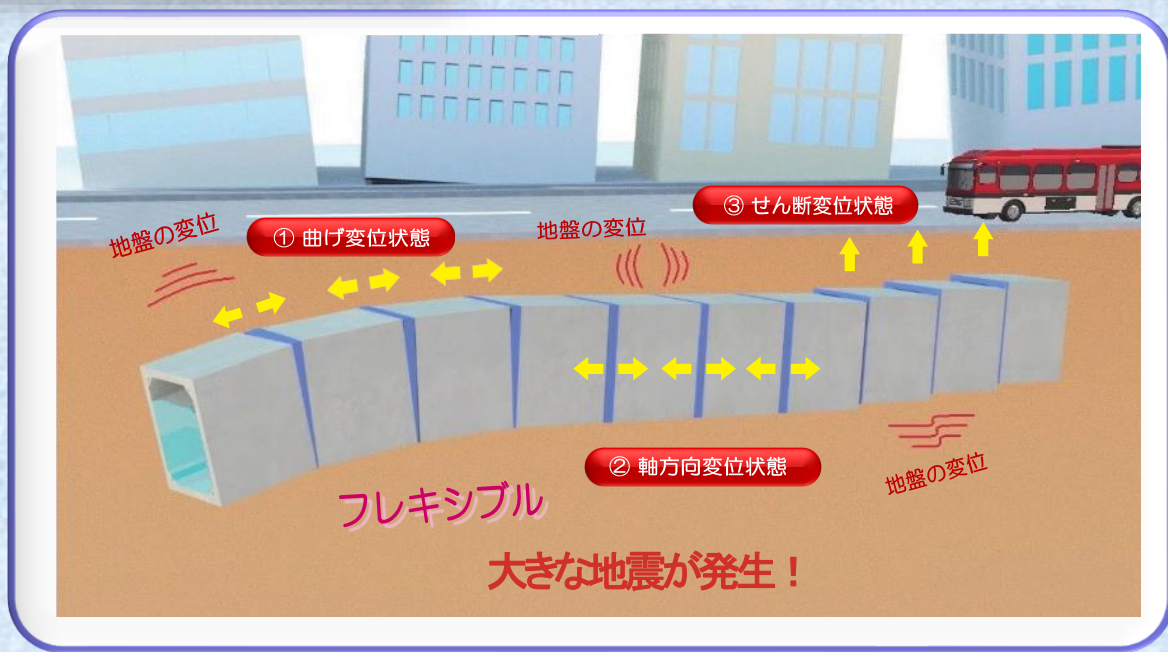 ③ せん断変位状態
地盤の変位
① 曲げ変位状態
地盤の変位
② 軸方向変位状態
地盤の変位
フレキシブル
大きな地震が発生！